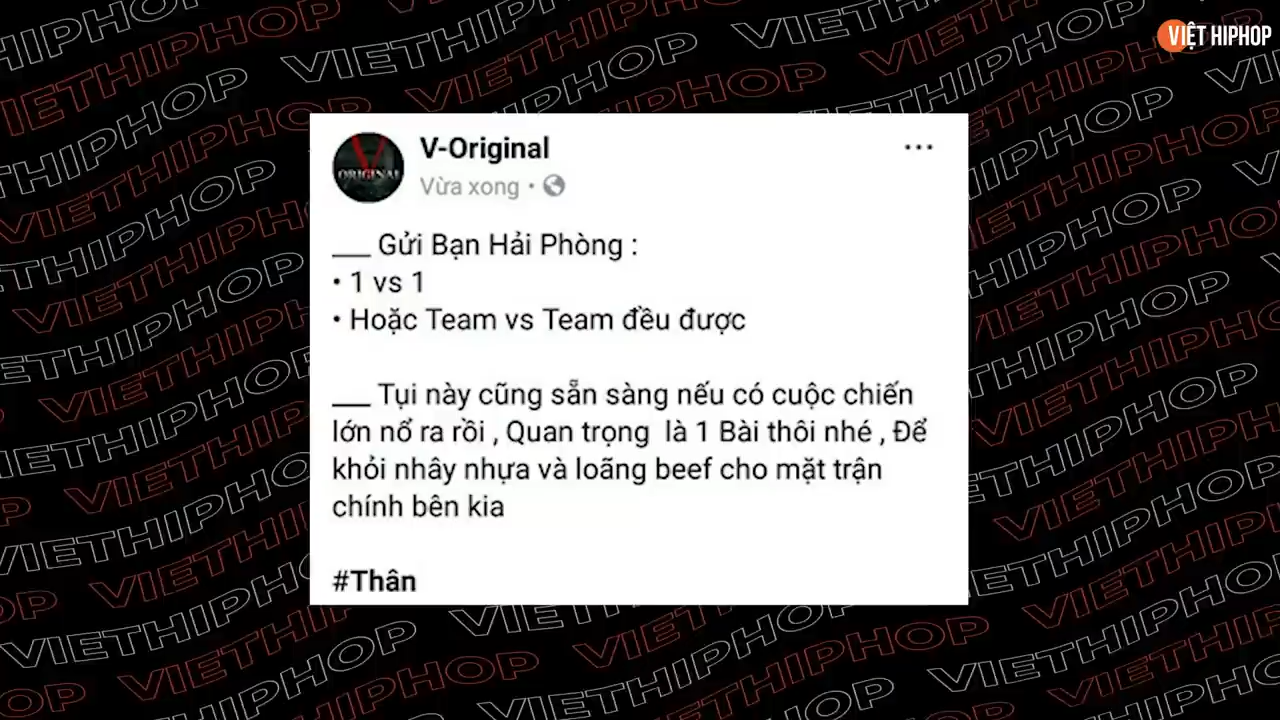 VIỆT HIPHOP
V-Original
ORIGINAL
Vừa xong
___ Gửi Bạn Hải Phòng :
• 1 vs 1
• Hoặc Team vs Team đều được
___ Tụi này cũng sẵn sàng nếu có cuộc chiến
lớn nổ ra rồi , Quan trọng là 1 Bài thôi nhé , Để
khỏi nhây nhựa và loãng beef cho mặt trận
chính bên kia
#Thân
VIETHIPHOP